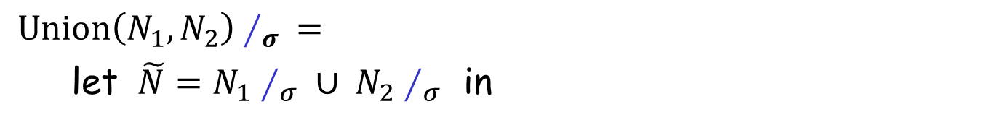 Union(N₁, N₂) /σ =
let Ñ = N₁ /σ ∪ N₂ /σ in